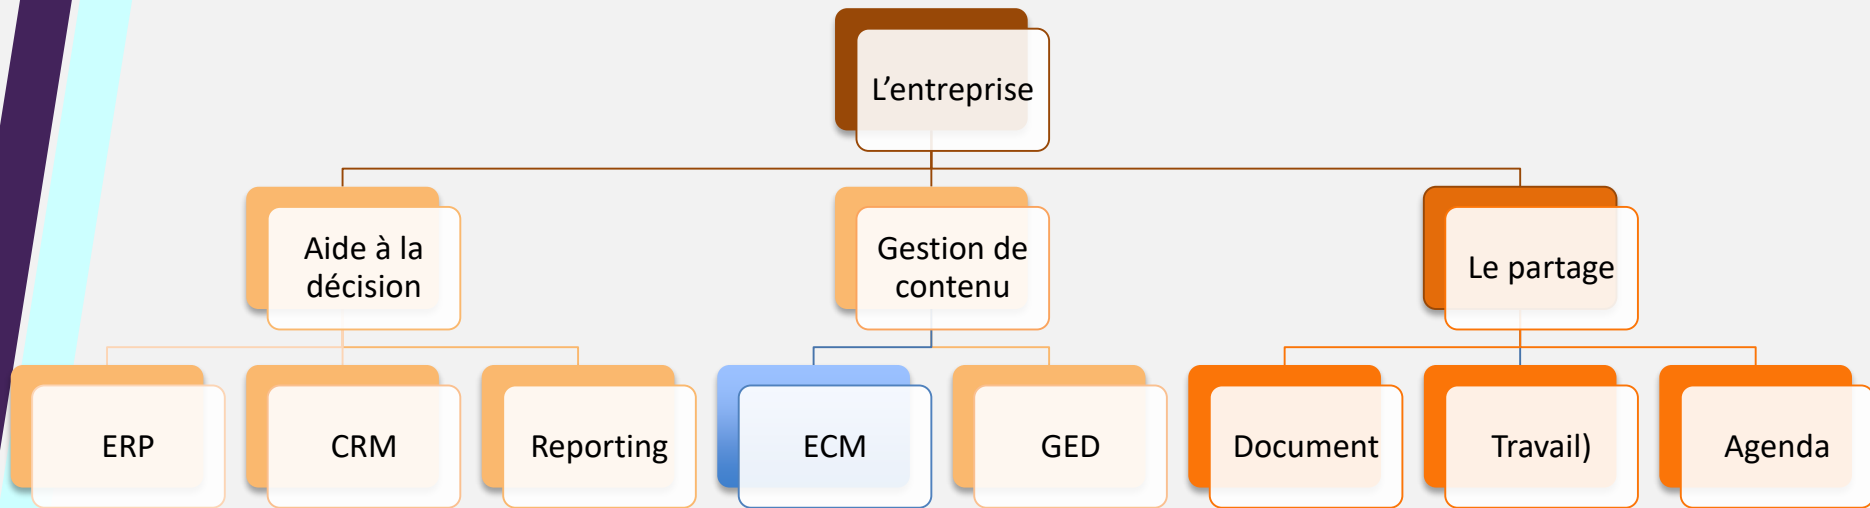 L’entreprise
Aide à la
décision
Gestion de
contenu
Le partage
ERP
CRM
Reporting
ECM
GED
Document
Travail)
Agenda